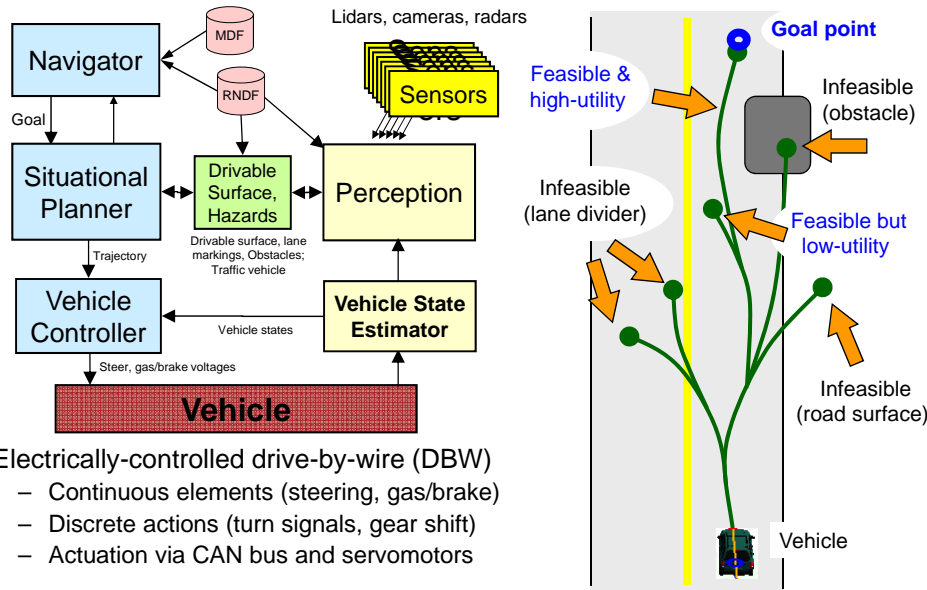 Lidars, cameras, radars
MDF
Navigator
RNDF
Sensors
Goal
Situational
Planner
Drivable
Surface,
Hazards
Perception
Drivable surface, lane
markings, Obstacles;
Traffic vehicle
Trajectory
Vehicle
Controller
Vehicle states
Vehicle State
Estimator
Steer, gas/brake voltages
Vehicle
Electrically-controlled drive-by-wire (DBW)
– Continuous elements (steering, gas/brake)
– Discrete actions (turn signals, gear shift)
– Actuation via CAN bus and servomotors
Goal point
Feasible &
high-utility
Infeasible
(obstacle)
Infeasible
(lane divider)
Feasible but
low-utility
Infeasible
(road surface)
Vehicle